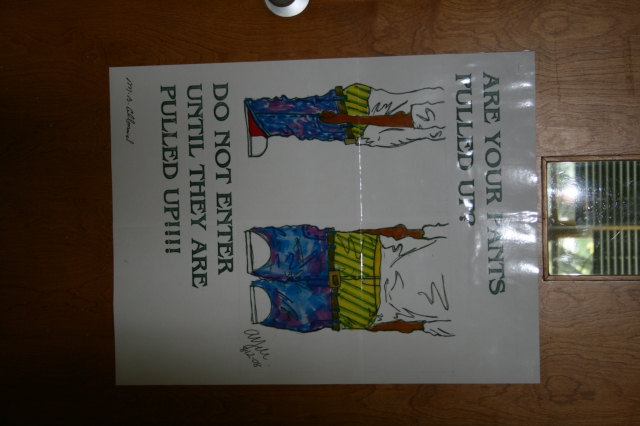 ARE YOUR PANTS
PULLED UP?
DO NOT ENTER
UNTIL THEY ARE
PULLED UP!!!!